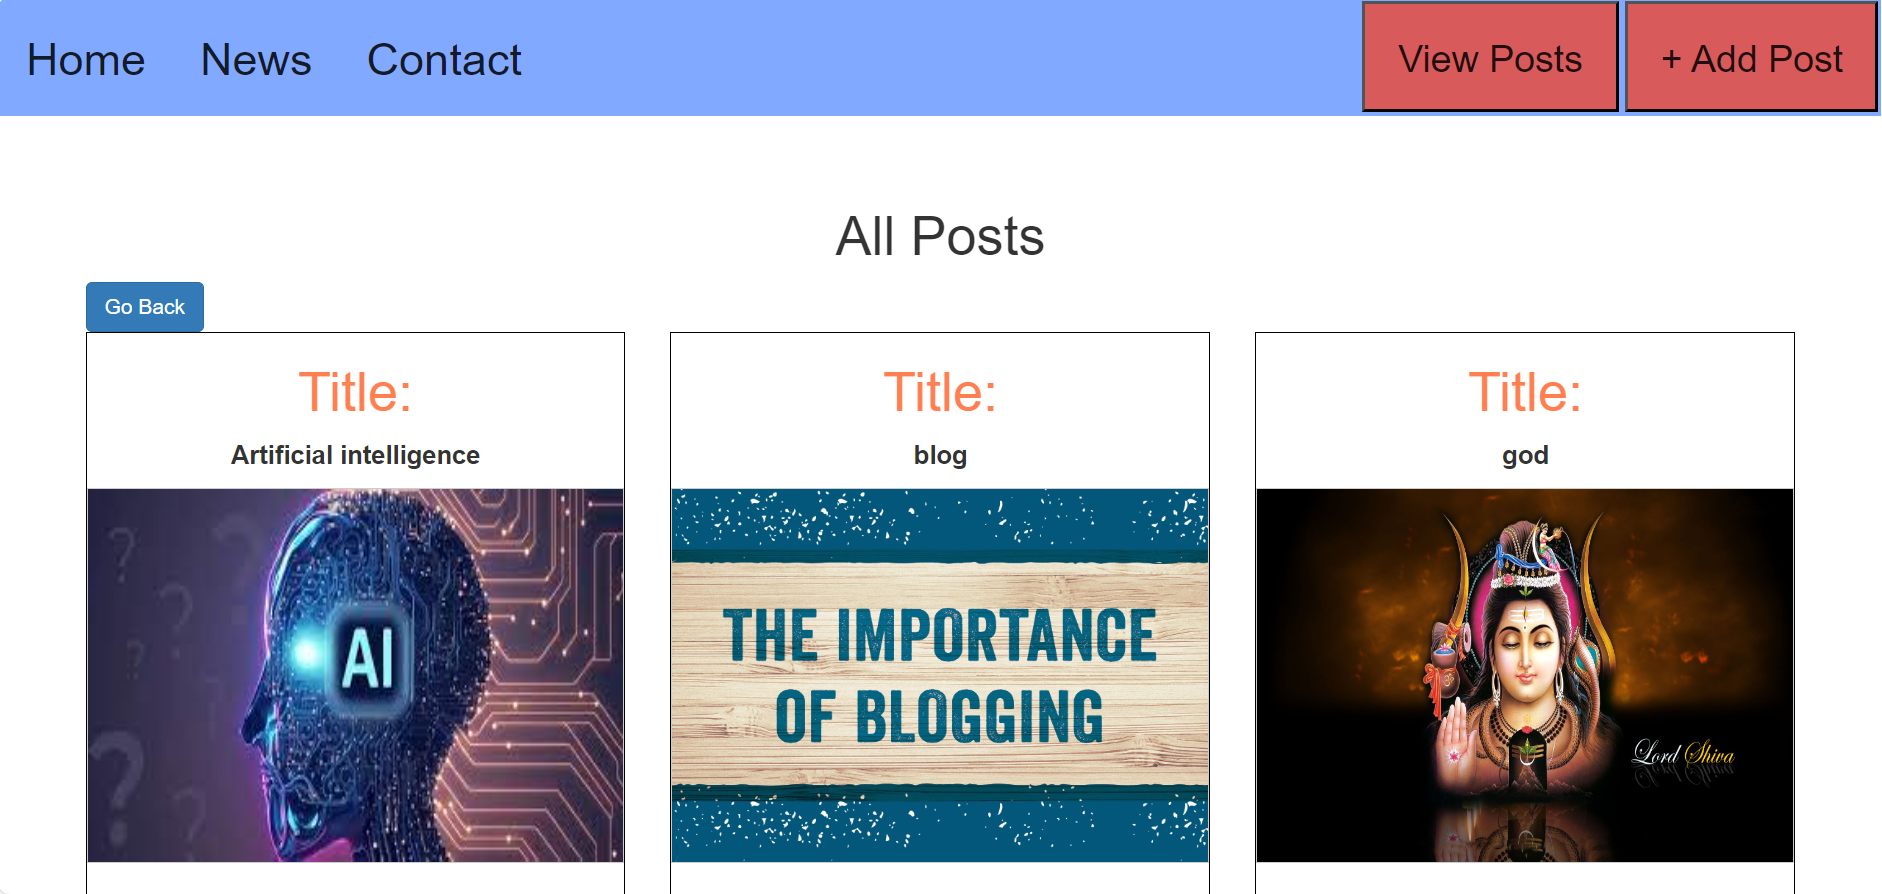 Home News Contact View Posts + Add Post
All Posts
Go Back
Title: Title: Title:
Artificial intelligence blog god
AI
THE IMPORTANCE
OF BLOGGING
Lord Shiva